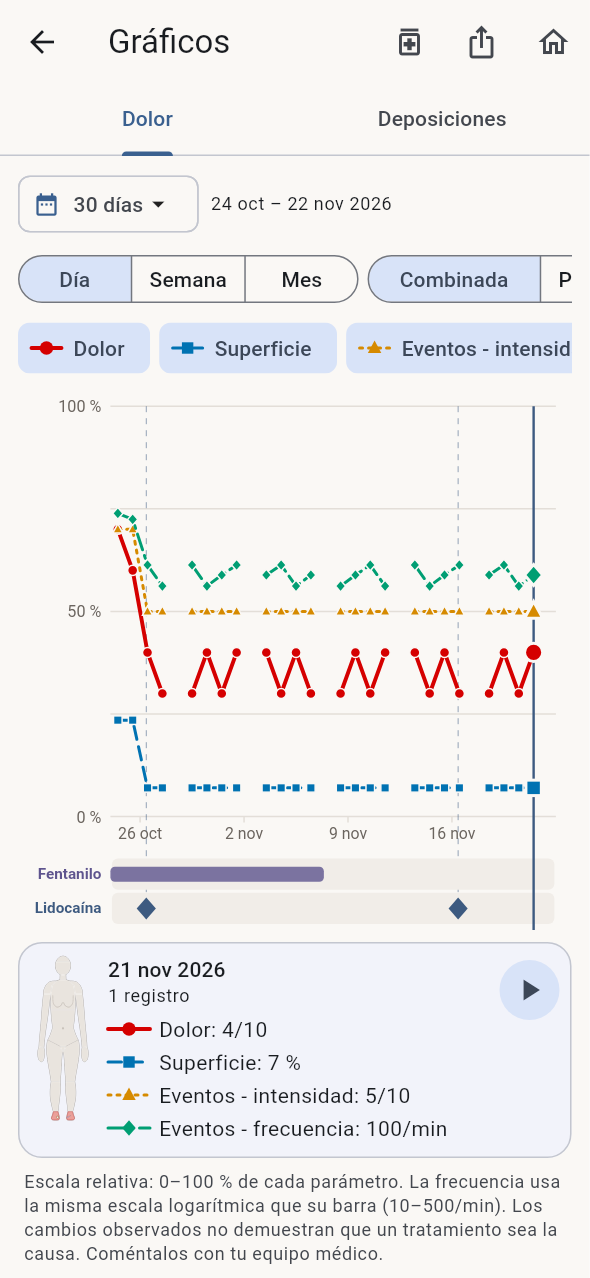 Gráficos
Dolor
Deposiciones
30 días
24 oct – 22 nov 2026
Día
Semana
Mes
Combinada
P
Dolor
Superficie
Eventos - intensid
100 %
50 %
0 %
26 oct
2 nov
9 nov
16 nov
Fentanilo
Lidocaína
21 nov 2026
1 registro
Dolor: 4/10
Superficie: 7 %
Eventos - intensidad: 5/10
Eventos - frecuencia: 100/min
Escala relativa: 0–100 % de cada parámetro. La frecuencia usa
la misma escala logarítmica que su barra (10–500/min). Los
cambios observados no demuestran que un tratamiento sea la
causa. Coméntalos con tu equipo médico.